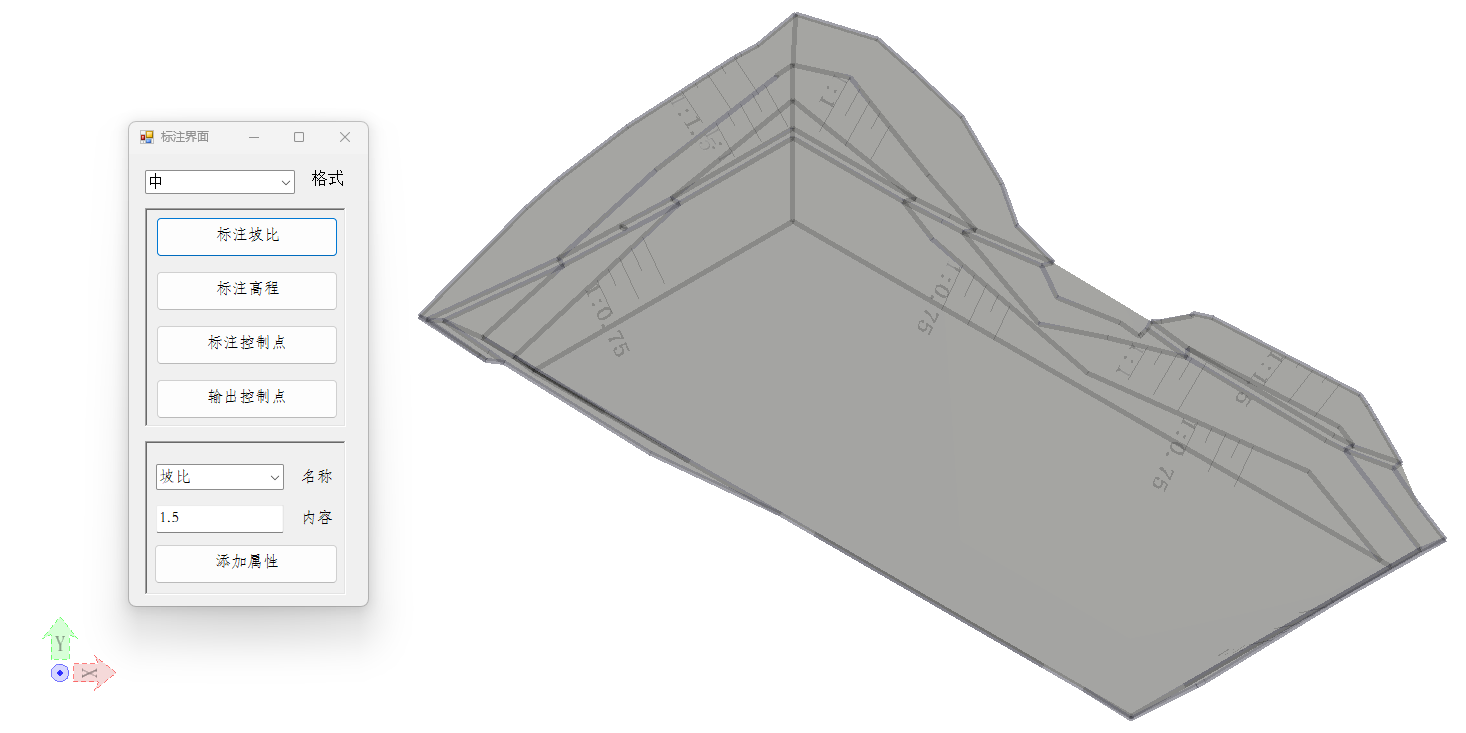 标注界面
中
格式
标注坡比
标注高程
标注控制点
输出控制点
坡比
名称
1.5
内容
添加属性
1:1.5
1:1
1:0.75
1:0.75
1:1
1:1.5
1:0.75
Y
X